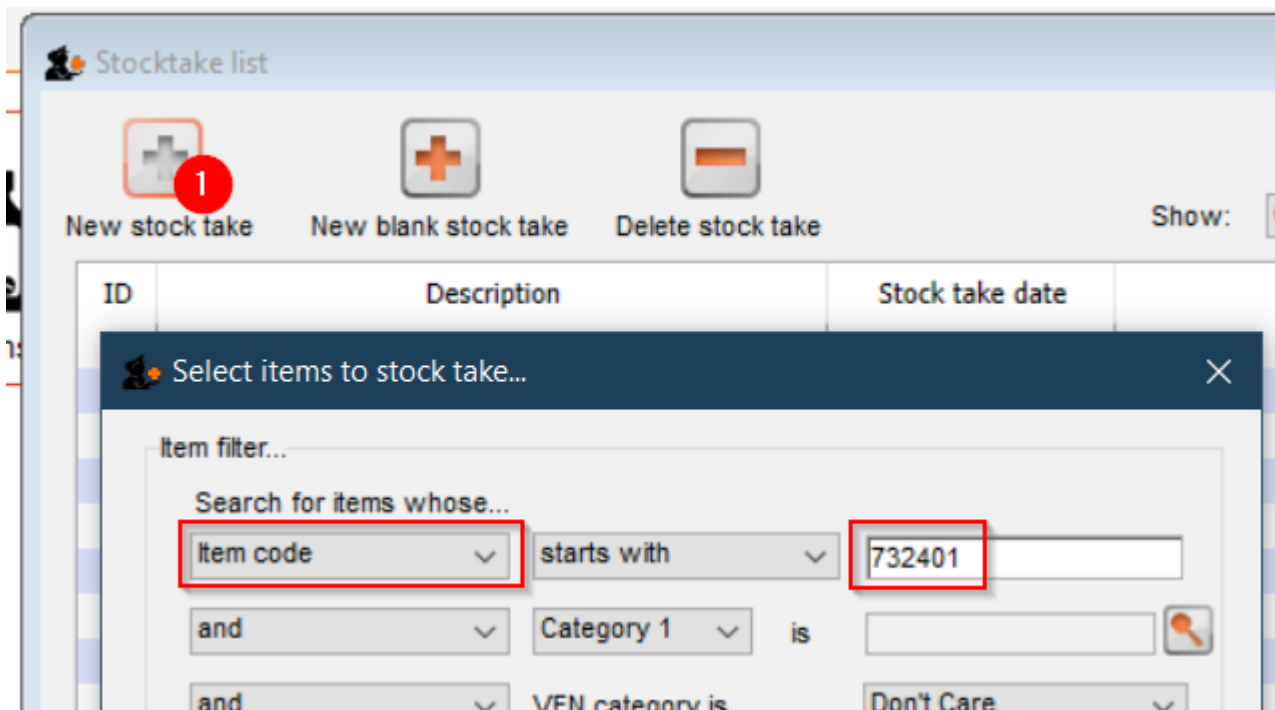 Stocktake list
1
New stock take New blank stock take Delete stock take Show:
ID Description Stock take date
Select items to stock take...
Item filter...
Search for items whose...
Item code starts with 732401
and Category 1 is
and VEN category is Don't Care